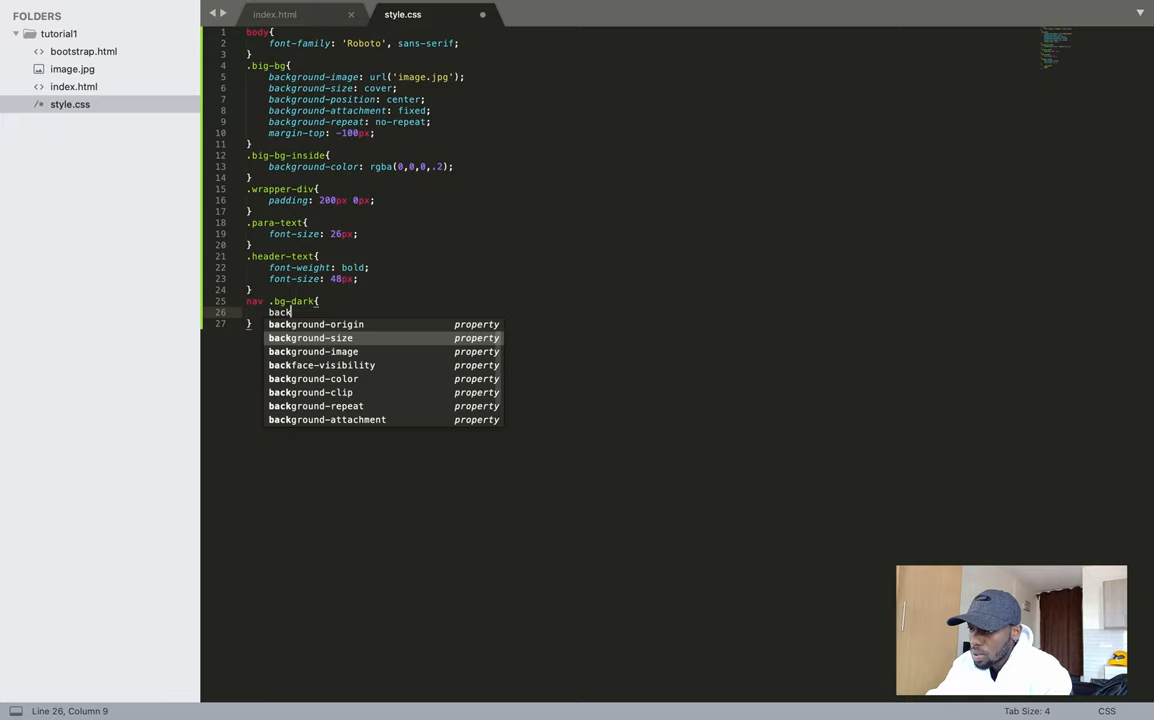 FOLDERS
tutorial1
<> bootstrap.html
image.jpg
<> index.html
/* style.css
index.html ×
style.css
1 body{
2 font-family: 'Roboto', sans-serif;
3 }
4 .big-bg{
5 background-image: url('image.jpg');
6 background-size: cover;
7 background-position: center;
8 background-attachment: fixed;
9 background-repeat: no-repeat;
10 margin-top: -100px;
11 }
12 .big-bg-inside{
13 background-color: rgba(0,0,0,.2);
14 }
15 .wrapper-div{
16 padding: 200px 0px;
17 }
18 .para-text{
19 font-size: 26px;
20 }
21 .header-text{
22 font-weight: bold;
23 font-size: 48px;
24 }
25 nav .bg-dark{
26 back
27 }
background-origin property
background-size property
background-image property
backface-visibility property
background-color property
background-clip property
background-repeat property
background-attachment property
Line 26, Column 9
Tab Size: 4
CSS